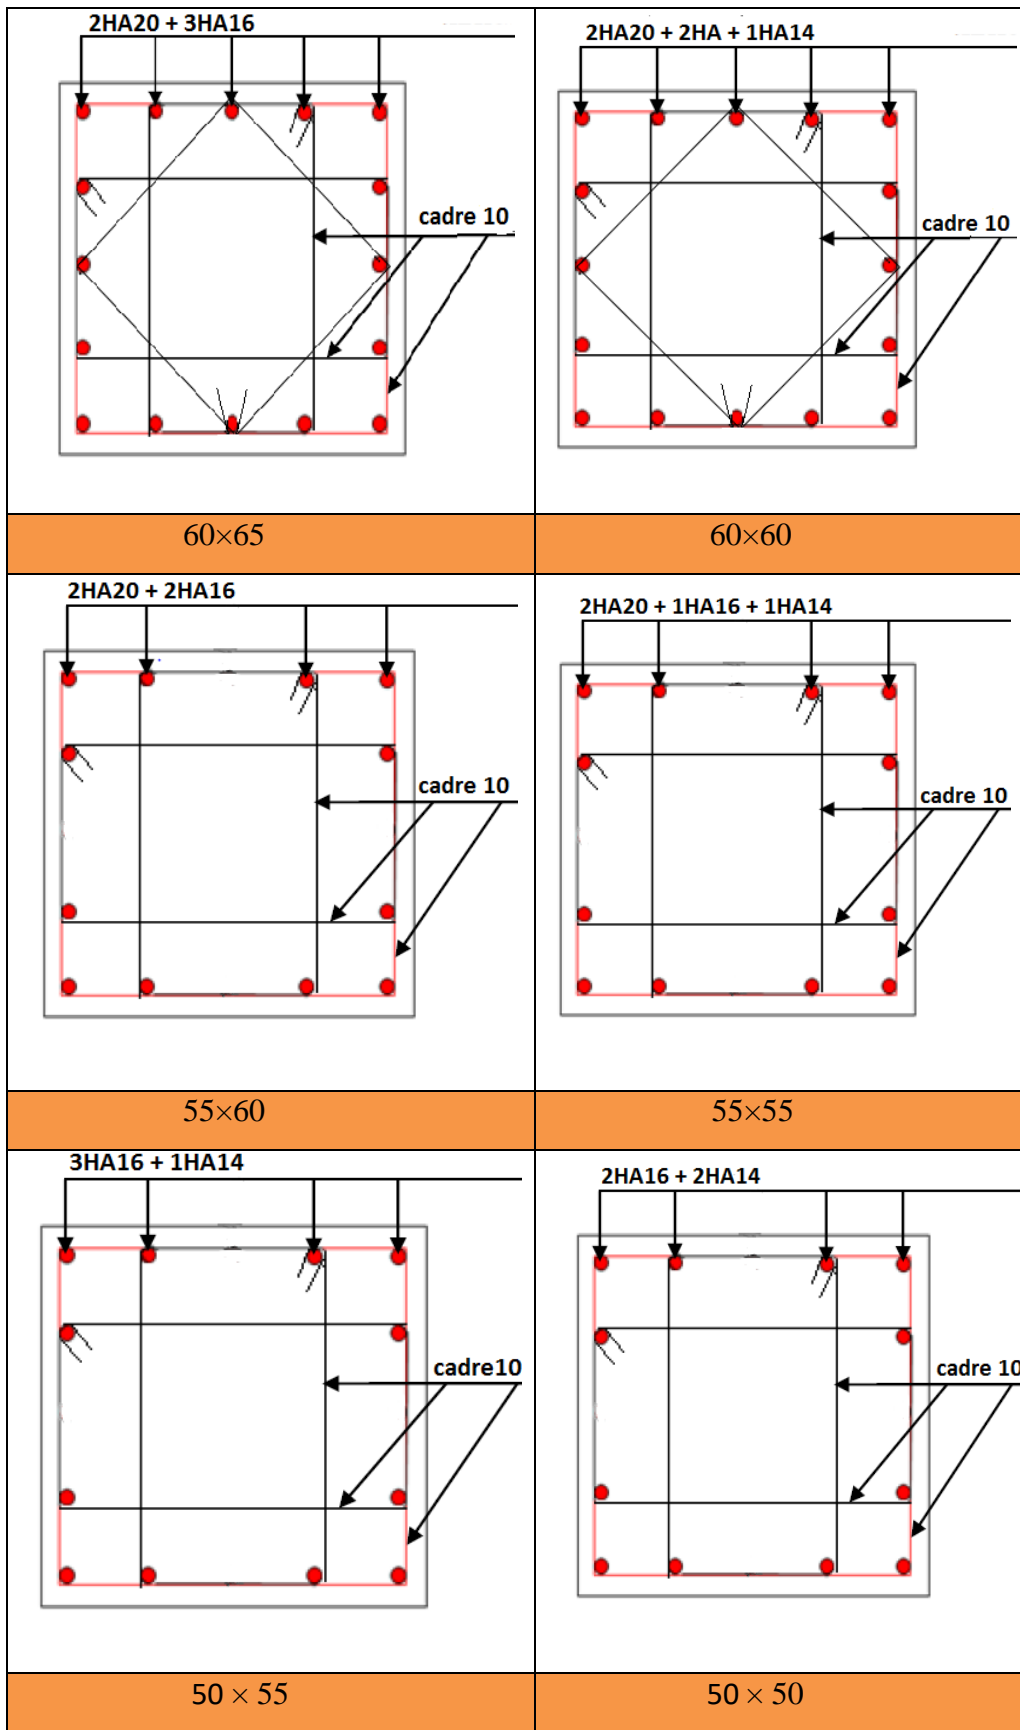 2HA20 + 3HA16
cadre 10
60×65
2HA20 + 2HA + 1HA14
cadre 10
60×60
2HA20 + 2HA16
cadre 10
55×60
2HA20 + 1HA16 + 1HA14
cadre 10
55×55
3HA16 + 1HA14
cadre10
50 × 55
2HA16 + 2HA14
cadre 10
50 × 50